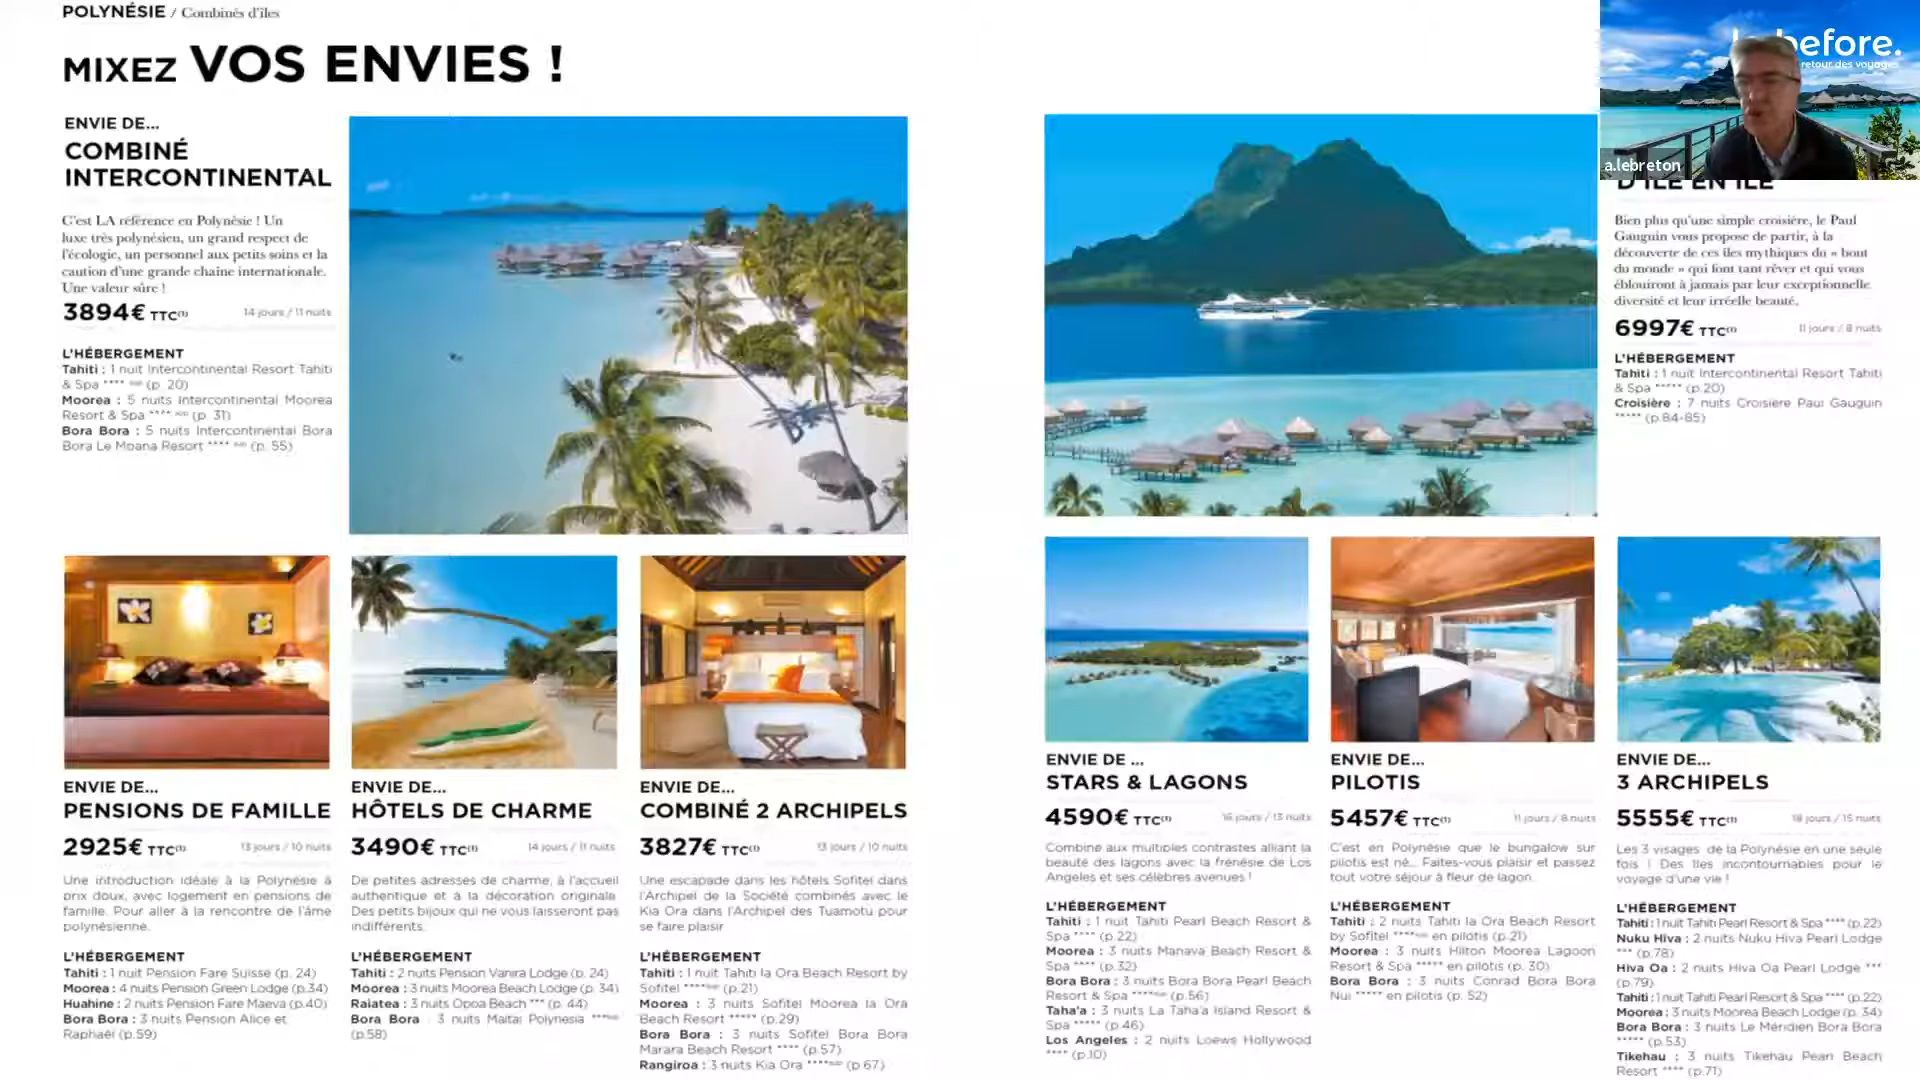 POLYNÉSIE / Combinés d'îles
MIXEZ VOS ENVIES !
ENVIE DE...
COMBINÉ
INTERCONTINENTAL
C'est LA référence en Polynésie ! Un
luxe très polynésien, un grand respect de
l'écologie, un personnel aux petits soins et la
caution d'une grande chaîne internationale.
Une valeur sûre !
3894€ TTC(1) 14 jours / 11 nuits
L'HÉBERGEMENT
Tahiti : 1 nuit Intercontinental Resort Tahiti
& Spa **** (p. 20)
Moorea : 5 nuits Intercontinental Moorea
Resort & Spa **** (p. 31)
Bora Bora : 5 nuits Intercontinental Bora
Bora Le Moana Resort **** (p. 55)
before.
retour des voyages
a.lebreton
D'ÎLE EN ÎLE
Bien plus qu'une simple croisière, le Paul
Gauguin vous propose de partir, à la
découverte de ces îles mythiques du « bout
du monde » qui font tant rêver et qui vous
éblouiront à jamais par leur exceptionnelle
diversité et leur irréelle beauté.
6997€ TTC(1) 11 jours / 8 nuits
L'HÉBERGEMENT
Tahiti : 1 nuit Intercontinental Resort Tahiti
& Spa ***** (p.20)
Croisière : 7 nuits Croisière Paul Gauguin
***** (p.84-85)
ENVIE DE...
PENSIONS DE FAMILLE
2925€ TTC(1) 13 jours / 10 nuits
Une introduction idéale à la Polynésie à
prix doux, avec logement en pensions de
famille. Pour aller à la rencontre de l'âme
polynésienne.
L'HÉBERGEMENT
Tahiti : 1 nuit Pension Fare Suisse (p. 24)
Moorea : 4 nuits Pension Green Lodge (p.34)
Huahine : 2 nuits Pension Fare Maeva (p.40)
Bora Bora : 3 nuits Pension Alice et
Raphaël (p.59)
ENVIE DE...
HÔTELS DE CHARME
3490€ TTC(1) 14 jours / 11 nuits
De petites adresses de charme, à l'accueil
authentique et à la décoration originale.
Des petits bijoux qui ne vous laisseront pas
indifférents.
L'HÉBERGEMENT
Tahiti : 2 nuits Pension Vanira Lodge (p. 24)
Moorea : 3 nuits Moorea Beach Lodge (p. 34)
Raiatea : 3 nuits Opoa Beach *** (p. 44)
Bora Bora : 3 nuits Maitai Polynesia ***
(p.58)
ENVIE DE...
COMBINÉ 2 ARCHIPELS
3827€ TTC(1) 13 jours / 10 nuits
Une escapade dans les hôtels Sofitel dans
l'Archipel de la Société combinés avec le
Kia Ora dans l'Archipel des Tuamotu pour
se faire plaisir
L'HÉBERGEMENT
Tahiti : 1 nuit Tahiti Ia Ora Beach Resort by
Sofitel **** (p.21)
Moorea : 3 nuits Sofitel Moorea Ia Ora
Beach Resort ***** (p.29)
Bora Bora : 3 nuits Sofitel Bora Bora
Marara Beach Resort **** (p.57)
Rangiroa : 3 nuits Kia Ora **** (p.67)
ENVIE DE ...
STARS & LAGONS
4590€ TTC(1) 16 jours / 13 nuits
Combiné aux multiples contrastes alliant la
beauté des lagons avec la frénésie de Los
Angeles et ses célèbres avenues !
L'HÉBERGEMENT
Tahiti : 1 nuit Tahiti Pearl Beach Resort &
Spa **** (p.22)
Moorea : 3 nuits Manava Beach Resort &
Spa **** (p.32)
Bora Bora : 3 nuits Bora Bora Pearl Beach
Resort & Spa **** (p.56)
Taha'a : 3 nuits La Taha'a Island Resort &
Spa ***** (p.46)
Los Angeles : 2 nuits Loews Hollywood
**** (p.10)
ENVIE DE...
PILOTIS
5457€ TTC(1) 11 jours / 8 nuits
C'est en Polynésie que le bungalow sur
pilotis est né... Faites-vous plaisir et passez
tout votre séjour à fleur de lagon.
L'HÉBERGEMENT
Tahiti : 2 nuits Tahiti Ia Ora Beach Resort
by Sofitel **** en pilotis (p.21)
Moorea : 3 nuits Hilton Moorea Lagoon
Resort & Spa ***** en pilotis (p. 30)
Bora Bora : 3 nuits Conrad Bora Bora
Nui ***** en pilotis (p. 52)
ENVIE DE...
3 ARCHIPELS
5555€ TTC(1) 18 jours / 15 nuits
Les 3 visages de la Polynésie en une seule
fois ! Des îles incontournables pour le
voyage d'une vie !
L'HÉBERGEMENT
Tahiti : 1 nuit Tahiti Pearl Resort & Spa **** (p.22)
Nuku Hiva : 2 nuits Nuku Hiva Pearl Lodge
*** (p.78)
Hiva Oa : 2 nuits Hiva Oa Pearl Lodge ***
(p.79)
Tahiti : 1 nuit Tahiti Pearl Resort & Spa **** (p.22)
Moorea : 3 nuits Moorea Beach Lodge (p. 34)
Bora Bora : 3 nuits Le Méridien Bora Bora
***** (p.53)
Tikehau : 3 nuits Tikehau Pearl Beach
Resort **** (p.71)